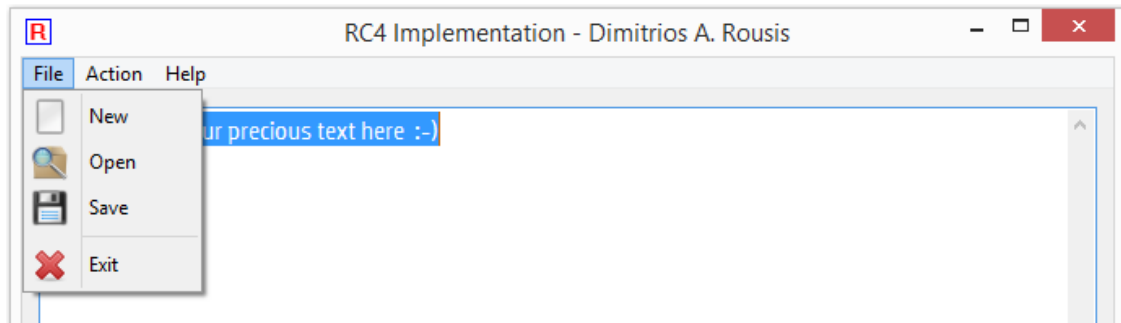 R RC4 Implementation - Dimitrios A. Rousis
File Action Help
New
ur precious text here :-)
Open
Save
Exit